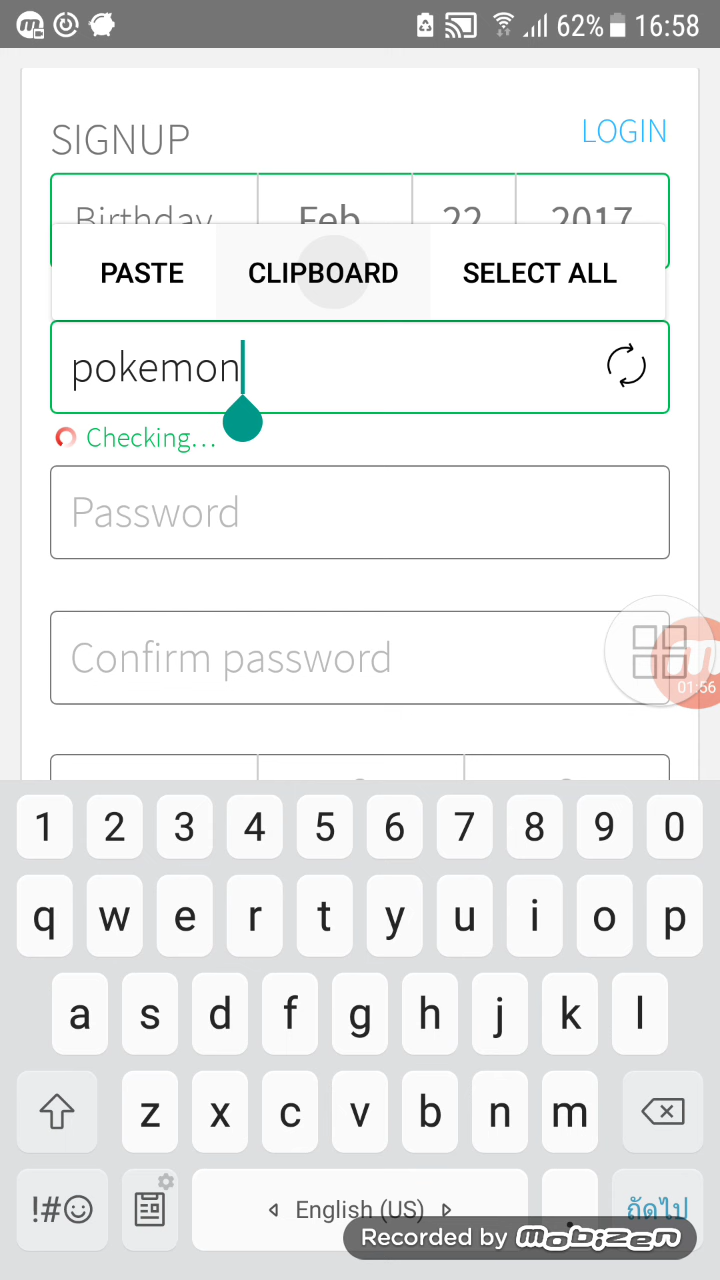 62% 16:58
SIGNUP LOGIN
Birthday Feb 22 2017
PASTE CLIPBOARD SELECT ALL
pokemon
Checking...
Password
Confirm password
01:56
1 2 3 4 5 6 7 8 9 0
q w e r t y u i o p
a s d f g h j k l
z x c v b n m
!#☺ English (US) . ถัดไป
Recorded by mobizen